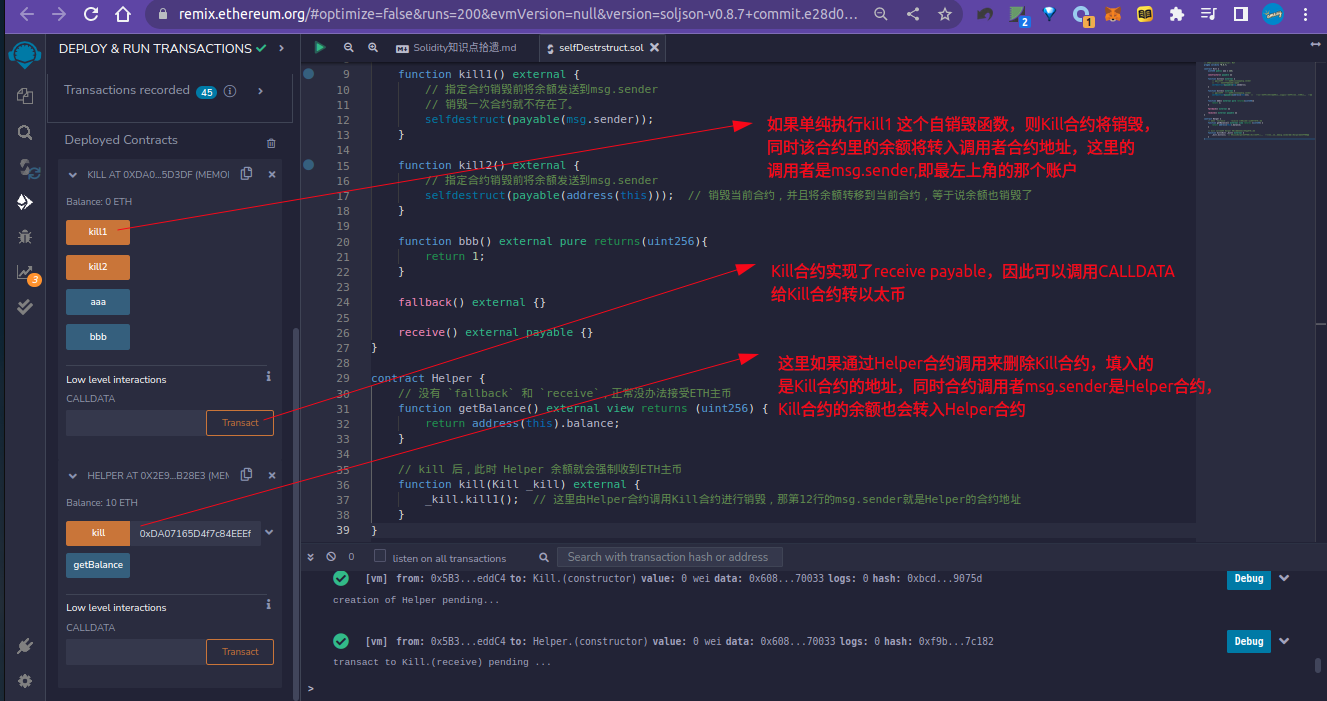 remix.ethereum.org/#optimize=false&runs=200&evmVersion=null&version=soljson-v0.8.7+commit.e28d0...
2
1
DEPLOY & RUN TRANSACTIONS
Transactions recorded 45
Deployed Contracts
KILL AT 0XDA0...5D3DF (MEMOI
Balance: 0 ETH
kill1
kill2
aaa
bbb
Low level interactions
CALLDATA
Transact
HELPER AT 0X2E9...B28E3 (MEM
Balance: 10 ETH
kill
0xDA07165D4f7c84EEEf
getBalance
Low level interactions
CALLDATA
Transact
3
Solidity知识点拾遗.md
selfDestrstruct.sol
9 function kill1() external {
10 // 指定合约销毁前将余额发送到msg.sender
11 // 销毁一次合约就不存在了。
12 selfdestruct(payable(msg.sender));
13 }
14
15 function kill2() external {
16 // 指定合约销毁前将余额发送到msg.sender
17 selfdestruct(payable(address(this))); // 销毁当前合约，并且将余额转移到当前合约，等于说余额也销毁了
18 }
19
20 function bbb() external pure returns(uint256){
21 return 1;
22 }
23
24 fallback() external {}
25
26 receive() external payable {}
27 }
28
29 contract Helper {
30 // 没有 `fallback` 和 `receive`，正常没办法接受ETH主币
31 function getBalance() external view returns (uint256) {
32 return address(this).balance;
33 }
34
35 // kill 后，此时 Helper 余额就会强制收到ETH主币
36 function kill(Kill _kill) external {
37 _kill.kill1(); // 这里由Helper合约调用Kill合约进行销毁，那第12行的msg.sender就是Helper的合约地址
38 }
39 }
如果单纯执行kill1 这个自销毁函数，则Kill合约将销毁，
同时该合约里的余额将转入调用者合约地址，这里的
调用者是msg.sender,即最左上角的那个账户
Kill合约实现了receive payable，因此可以调用CALLDATA
给Kill合约转以太币
这里如果通过Helper合约调用来删除Kill合约，填入的
是Kill合约的地址，同时合约调用者msg.sender是Helper合约，
Kill合约的余额也会转入Helper合约
0
listen on all transactions
Search with transaction hash or address
[vm] from: 0x5B3...eddC4 to: Kill.(constructor) value: 0 wei data: 0x608...70033 logs: 0 hash: 0xbcd...9075d
Debug
creation of Helper pending...
[vm] from: 0x5B3...eddC4 to: Helper.(constructor) value: 0 wei data: 0x608...70033 logs: 0 hash: 0xf9b...7c182
Debug
transact to Kill.(receive) pending ...
>